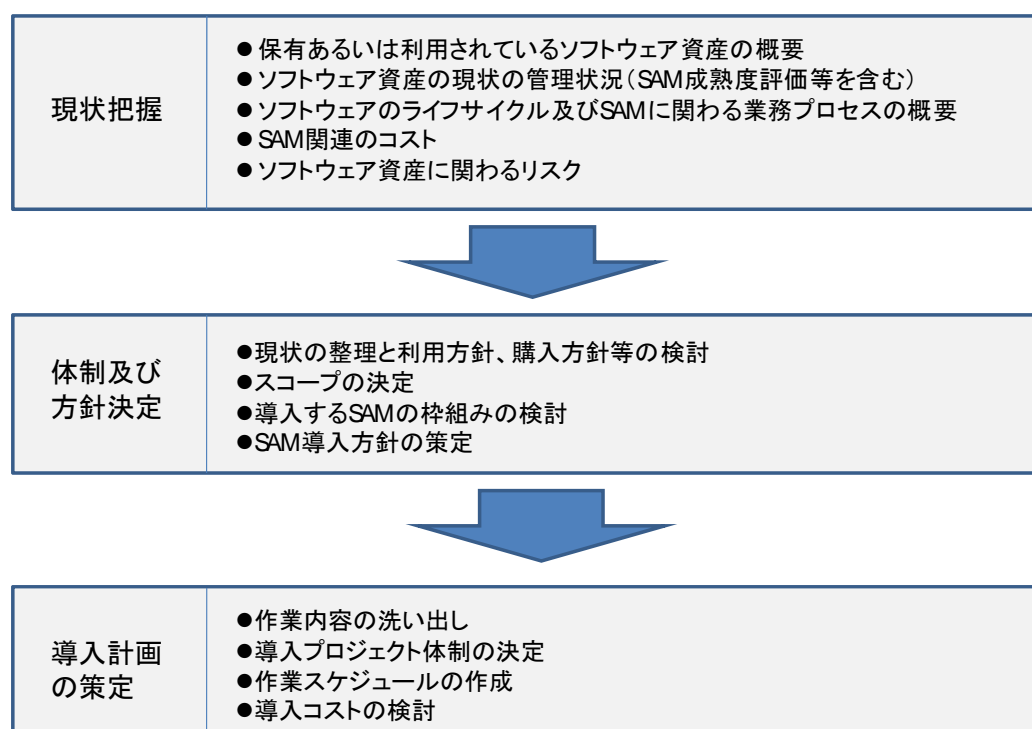 現状把握
●保有あるいは利用されているソフトウェア資産の概要
●ソフトウェア資産の現状の管理状況(SAM成熟度評価等を含む)
●ソフトウェアのライフサイクル及びSAMに関わる業務プロセスの概要
●SAM関連のコスト
●ソフトウェア資産に関わるリスク
体制及び
方針決定
●現状の整理と利用方針、購入方針等の検討
●スコープの決定
●導入するSAMの枠組みの検討
●SAM導入方針の策定
導入計画
の策定
●作業内容の洗い出し
●導入プロジェクト体制の決定
●作業スケジュールの作成
●導入コストの検討